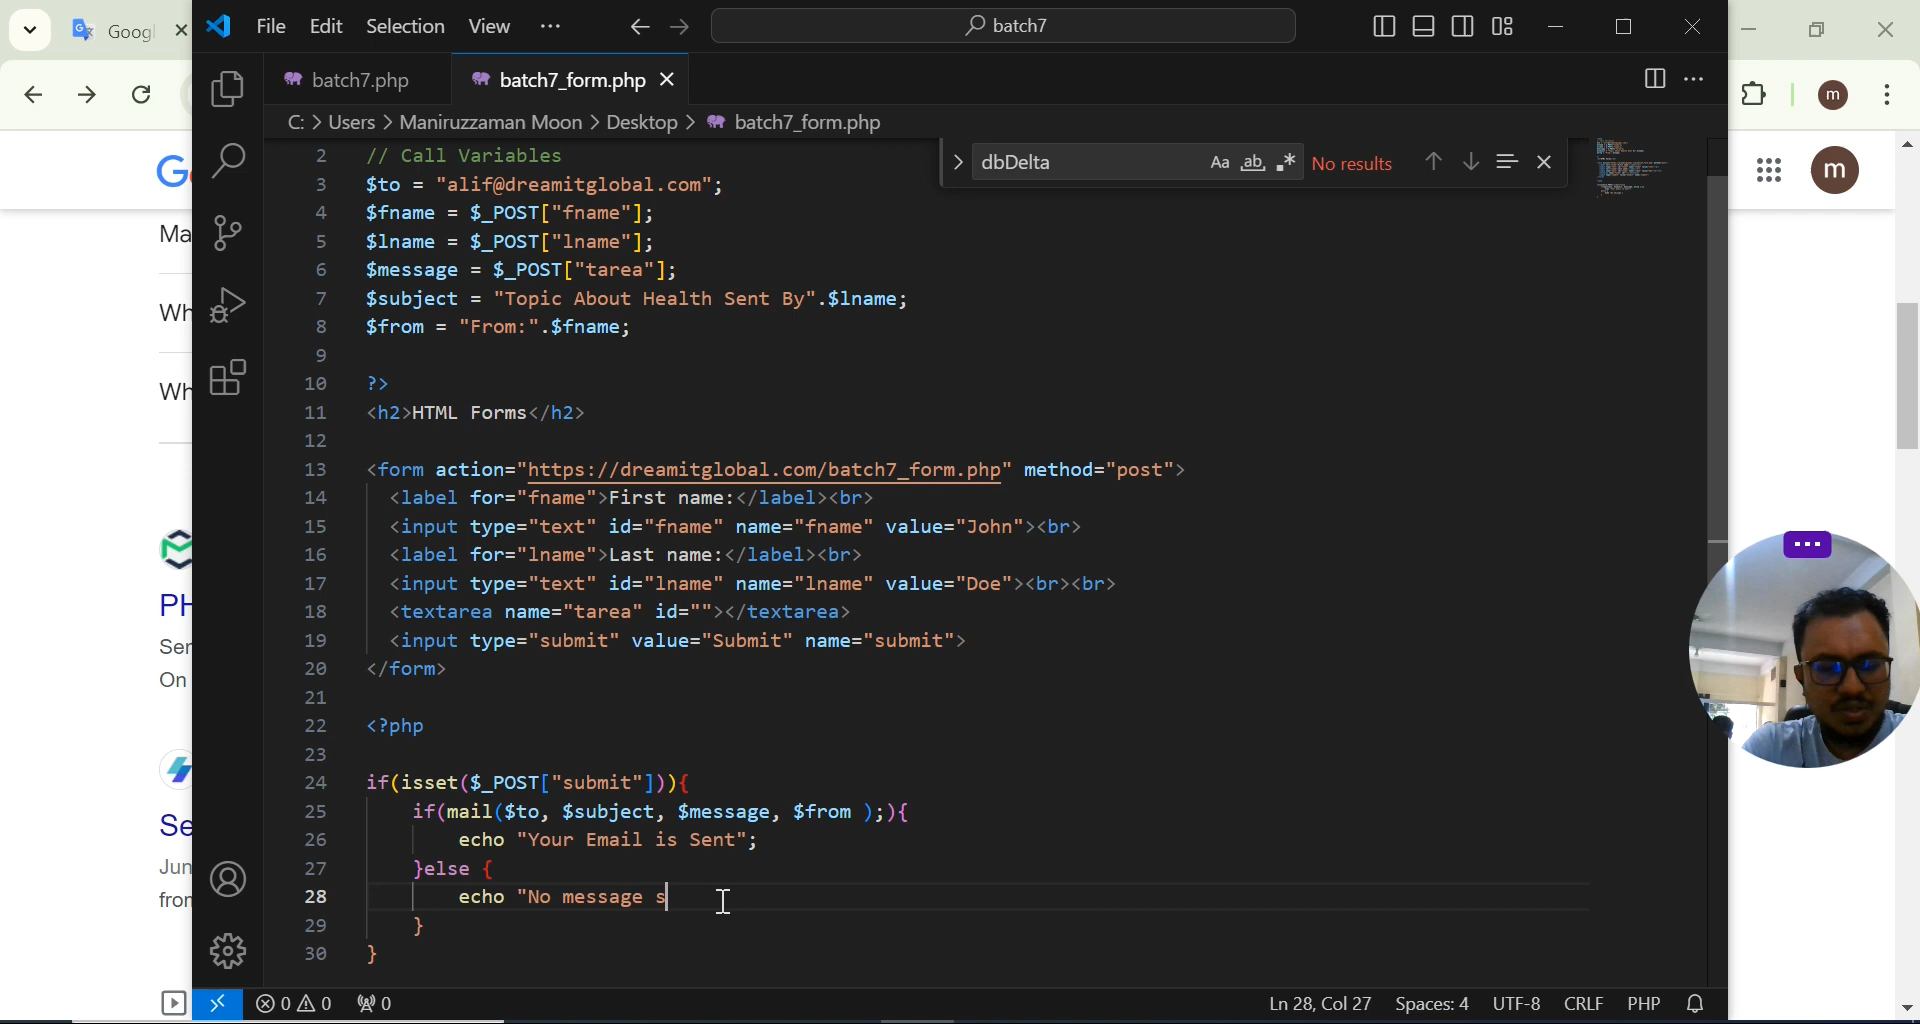 Googl
File Edit Selection View ...
batch7
batch7.php
batch7_form.php
C: > Users > Maniruzzaman Moon > Desktop > batch7_form.php
dbDelta
Aa ab .* No results
m
m
G
Ma
Wh
Wh
PH
Ser
On
Se
Jun
fron
2 // Call Variables
3 $to = "alif@dreamitglobal.com";
4 $fname = $_POST["fname"];
5 $lname = $_POST["lname"];
6 $message = $_POST["tarea"];
7 $subject = "Topic About Health Sent By".$lname;
8 $from = "From:".$fname;
9
10 ?>
11 <h2>HTML Forms</h2>
12
13 <form action="https://dreamitglobal.com/batch7_form.php" method="post">
14 <label for="fname">First name:</label><br>
15 <input type="text" id="fname" name="fname" value="John"><br>
16 <label for="lname">Last name:</label><br>
17 <input type="text" id="lname" name="lname" value="Doe"><br><br>
18 <textarea name="tarea" id=""></textarea>
19 <input type="submit" value="Submit" name="submit">
20 </form>
21
22 <?php
23
24 if(isset($_POST["submit"])){
25 if(mail($to, $subject, $message, $from );){
26 echo "Your Email is Sent";
27 }else {
28 echo "No message s
29 }
30 }
0 0 0
Ln 28, Col 27 Spaces: 4 UTF-8 CRLF PHP